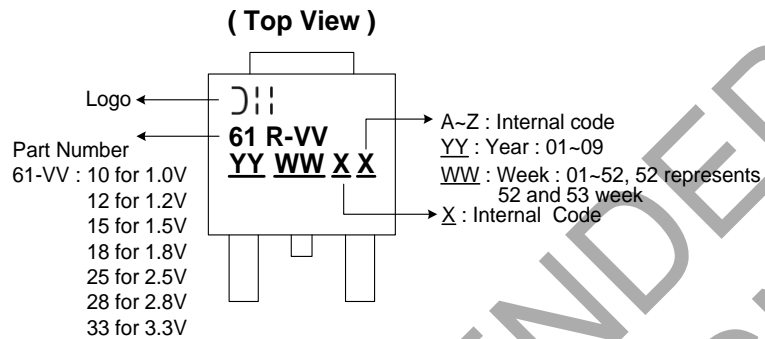 ( Top View )
Logo
61 R-VV
YY WW X X
Part Number
61-VV : 10 for 1.0V
12 for 1.2V
15 for 1.5V
18 for 1.8V
25 for 2.5V
28 for 2.8V
33 for 3.3V
A~Z : Internal code
YY : Year : 01~09
WW : Week : 01~52, 52 represents
52 and 53 week
X : Internal Code
ENDED